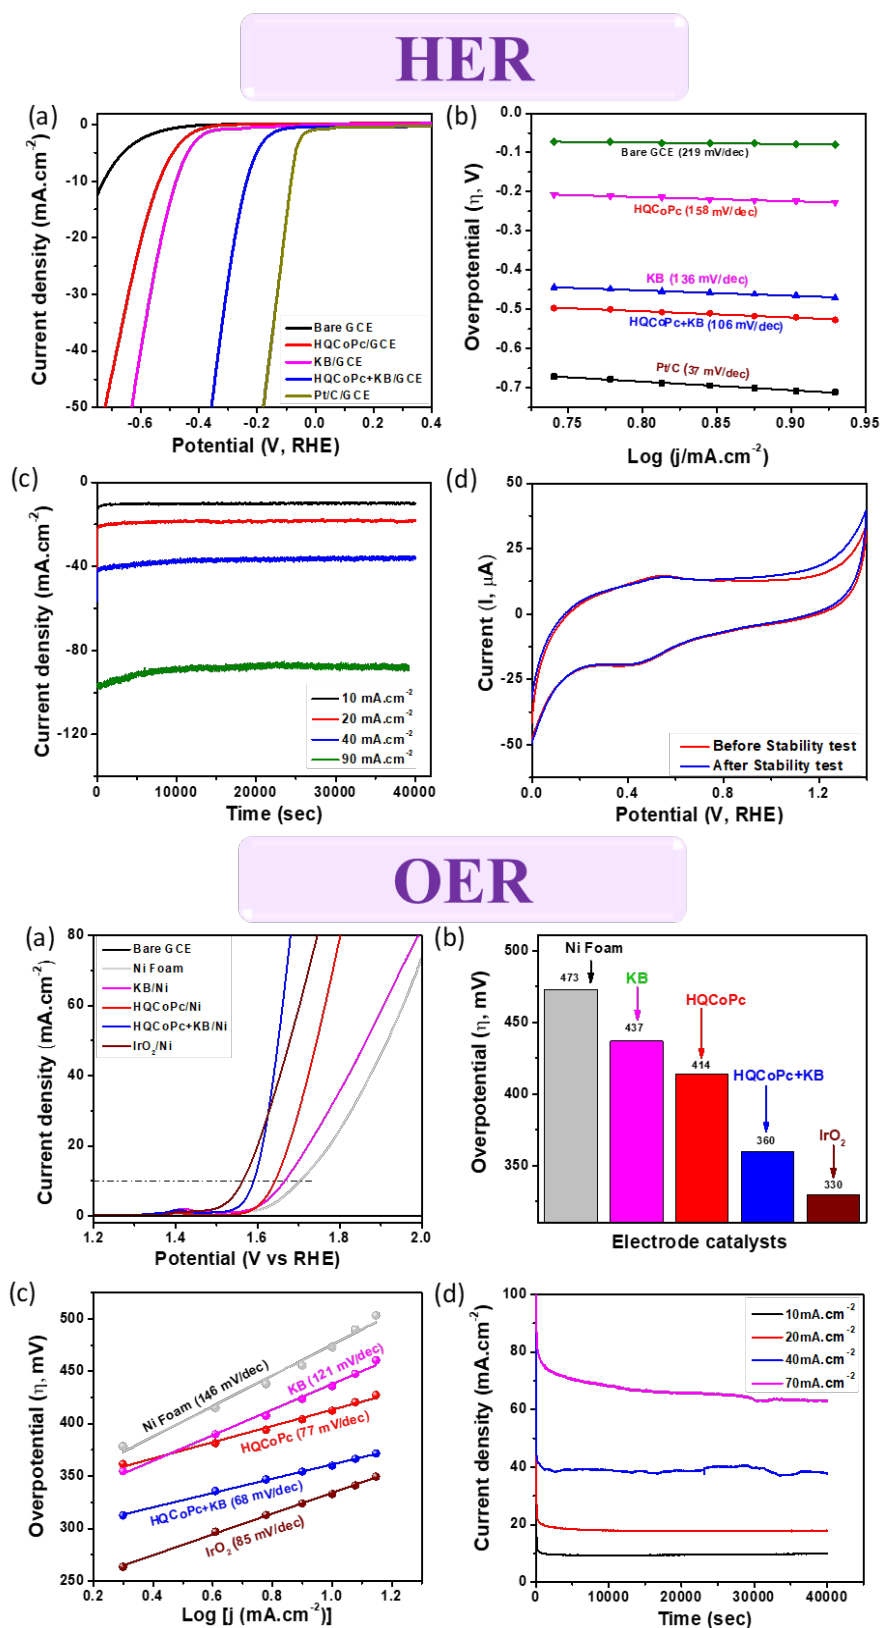 HER
(a)
Current density (mA.cm-2)
0
-10
-20
-30
-40
-50
-0.6
-0.4
-0.2
0.0
0.2
0.4
Potential (V, RHE)
Bare GCE
HQCoPc/GCE
KB/GCE
HQCoPc+KB/GCE
Pt/C/GCE
(b)
Overpotential (η, V)
0.0
-0.1
-0.2
-0.3
-0.4
-0.5
-0.6
-0.7
0.75
0.80
0.85
0.90
0.95
Log (j/mA.cm-2)
Bare GCE (219 mV/dec)
HQCoPc (158 mV/dec)
KB (136 mV/dec)
HQCoPc+KB (106 mV/dec)
Pt/C (37 mV/dec)
(c)
Current density (mA.cm-2)
0
-40
-80
-120
0
10000
20000
30000
40000
Time (sec)
10 mA.cm-2
20 mA.cm-2
40 mA.cm-2
90 mA.cm-2
(d)
Current (I, µA)
50
25
0
-25
-50
0.0
0.4
0.8
1.2
Potential (V, RHE)
Before Stability test
After Stability test
OER
(a)
Current density (mA.cm-2)
80
60
40
20
0
1.2
1.4
1.6
1.8
2.0
Potential (V vs RHE)
Bare GCE
Ni Foam
KB/Ni
HQCoPc/Ni
HQCoPc+KB/Ni
IrO2/Ni
(b)
Overpotential (η, mV)
500
450
400
350
Ni Foam
473
KB
437
HQCoPc
414
HQCoPc+KB
360
IrO2
330
Electrode catalysts
(c)
Overpotential (η, mV)
500
450
400
350
300
250
0.2
0.4
0.6
0.8
1.0
1.2
Log [j (mA.cm-2)]
Ni Foam (146 mV/dec)
KB (121 mV/dec)
HQCoPc (77 mV/dec)
HQCoPc+KB (68 mV/dec)
IrO2 (85 mV/dec)
(d)
Current density (mA.cm-2)
100
80
60
40
20
0
0
10000
20000
30000
40000
Time (sec)
10mA.cm-2
20mA.cm-2
40mA.cm-2
70mA.cm-2